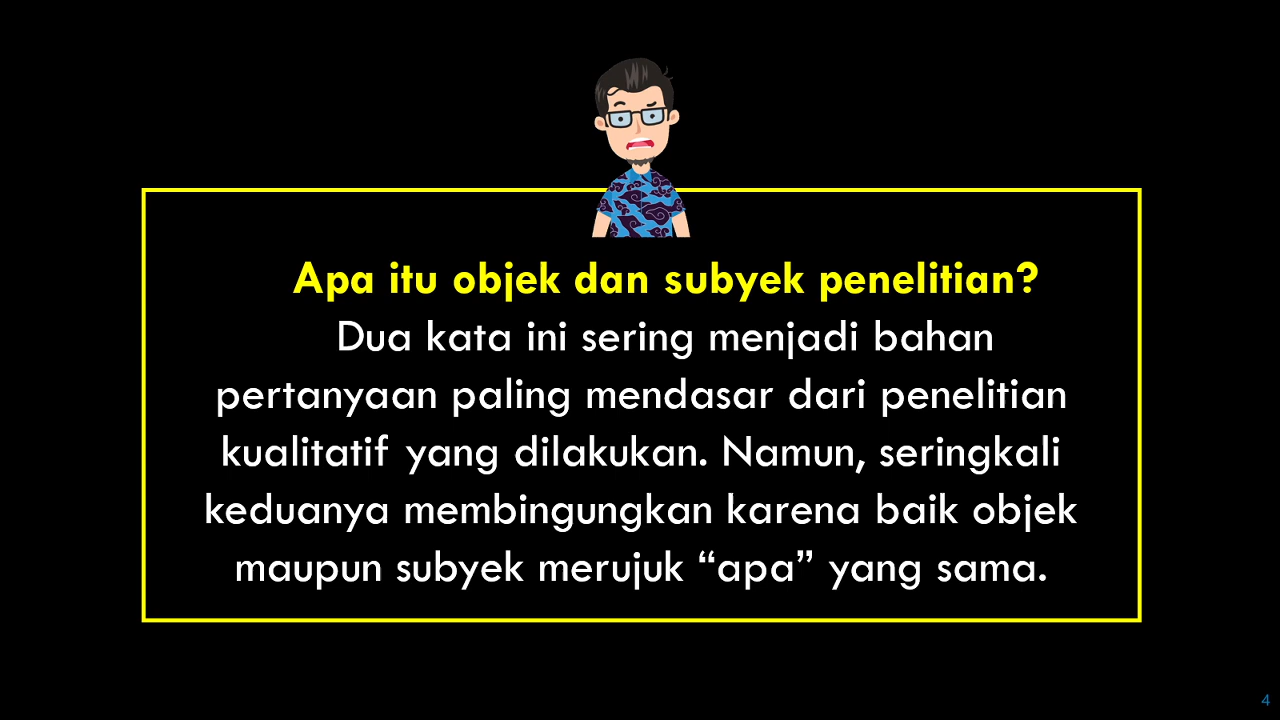 Apa itu objek dan subyek penelitian?
Dua kata ini sering menjadi bahan
pertanyaan paling mendasar dari penelitian
kualitatif yang dilakukan. Namun, seringkali
keduanya membingungkan karena baik objek
maupun subyek merujuk “apa” yang sama.
4